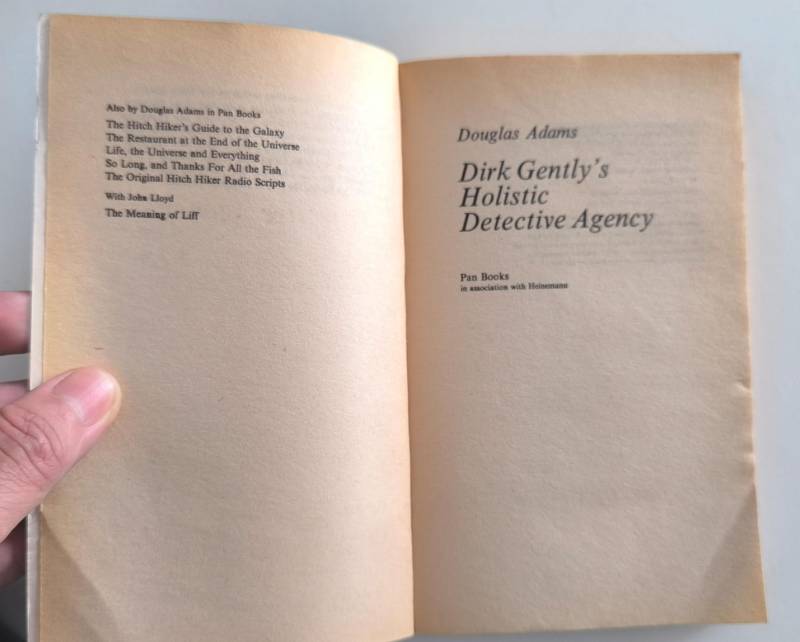 Also by Douglas Adams in Pan Books
The Hitch Hiker's Guide to the Galaxy
The Restaurant at the End of the Universe
Life, the Universe and Everything
So Long, and Thanks For All the Fish
The Original Hitch Hiker Radio Scripts
With John Lloyd
The Meaning of Liff
Douglas Adams
Dirk Gently's
Holistic
Detective Agency
Pan Books
in association with Heinemann